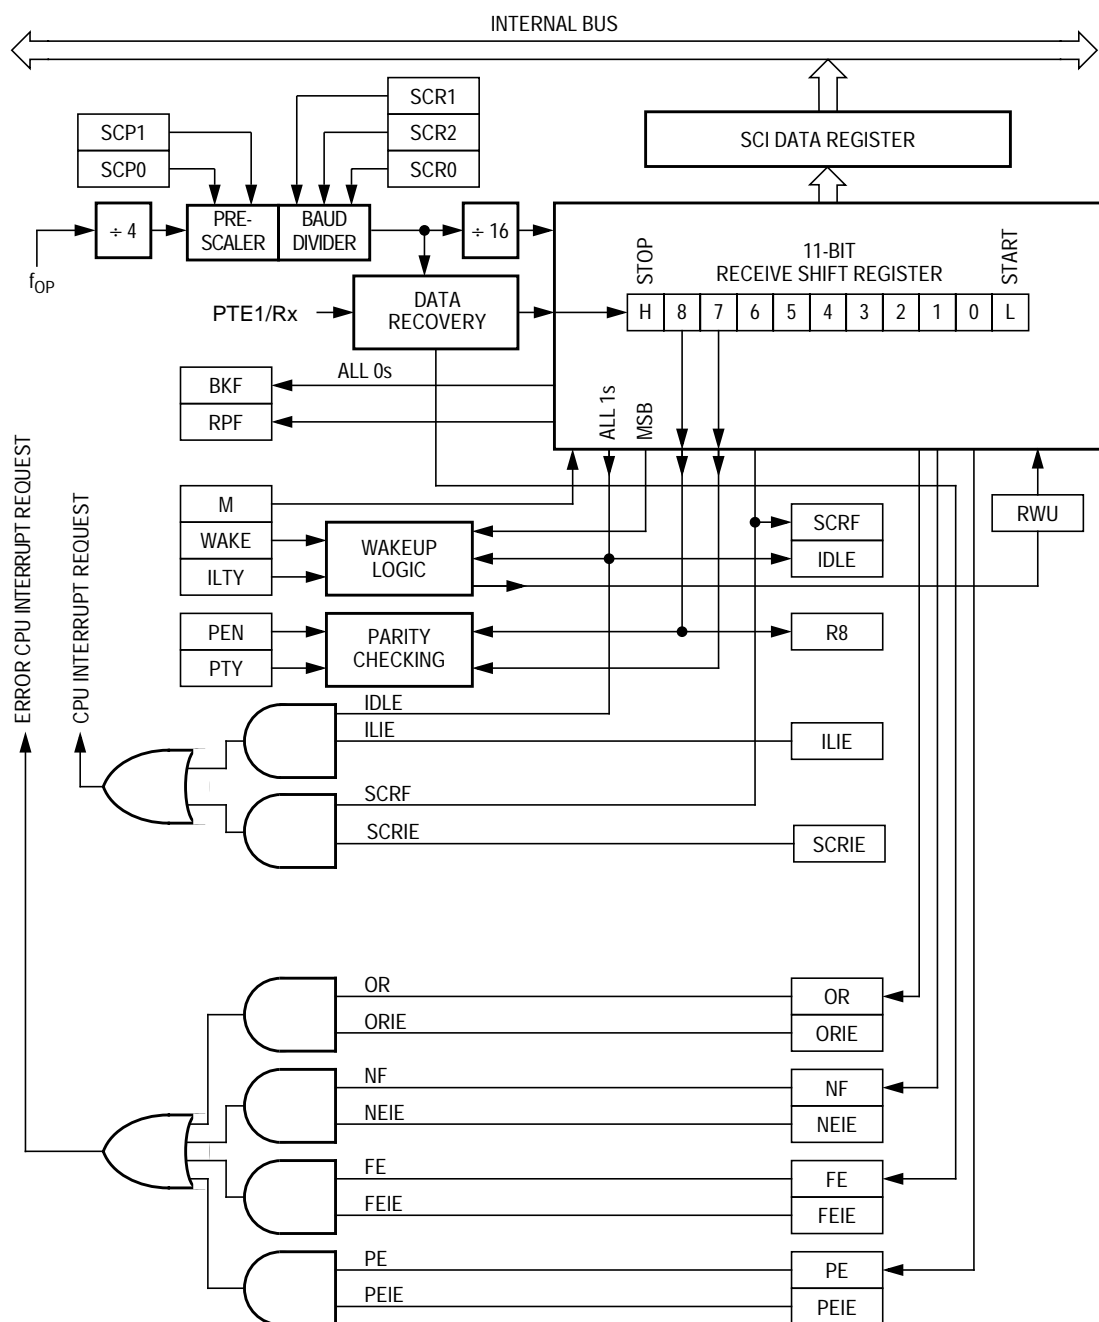 INTERNAL BUS
SCR1
SCP1
SCR2
SCI DATA REGISTER
SCP0
SCR0
÷ 4
PRE-
SCALER
BAUD
DIVIDER
÷ 16
fOP
STOP
11-BIT
RECEIVE SHIFT REGISTER
START
PTE1/Rx
DATA
RECOVERY
H 8 7 6 5 4 3 2 1 0 L
ALL 0s
BKF
RPF
ALL 1s
MSB
ERROR CPU INTERRUPT REQUEST
CPU INTERRUPT REQUEST
M
WAKE
ILTY
WAKEUP
LOGIC
SCRF
IDLE
RWU
PEN
PTY
PARITY
CHECKING
R8
IDLE
ILIE
ILIE
SCRF
SCRIE
SCRIE
OR
OR
ORIE
ORIE
NF
NF
NEIE
NEIE
FE
FE
FEIE
FEIE
PE
PE
PEIE
PEIE